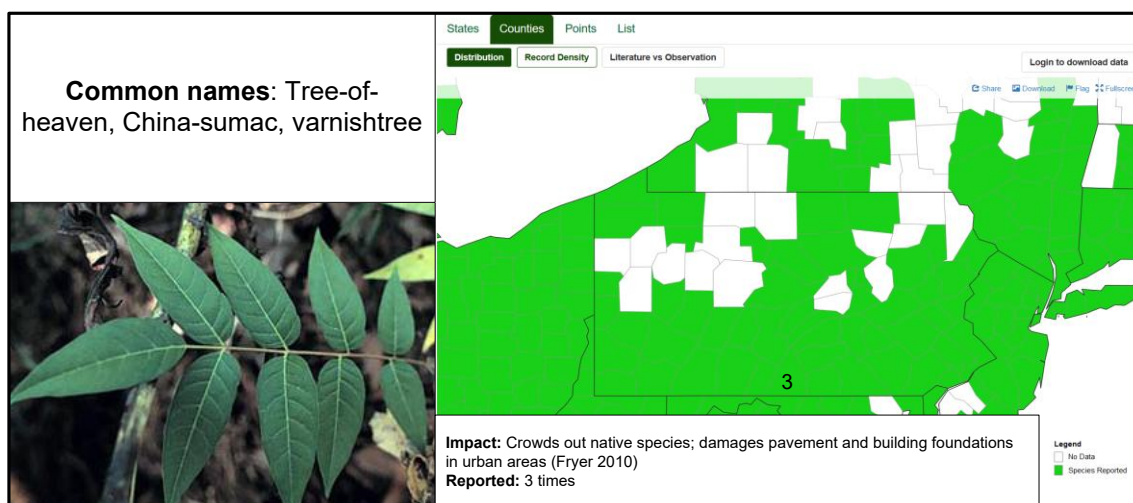 Common names: Tree-of-
heaven, China-sumac, varnishtree
States Counties Points List
Distribution Record Density Literature vs Observation
Login to download data
Share Download Flag Fullscreen
3
Impact: Crowds out native species; damages pavement and building foundations
in urban areas (Fryer 2010)
Reported: 3 times
Legend
No Data
Species Reported